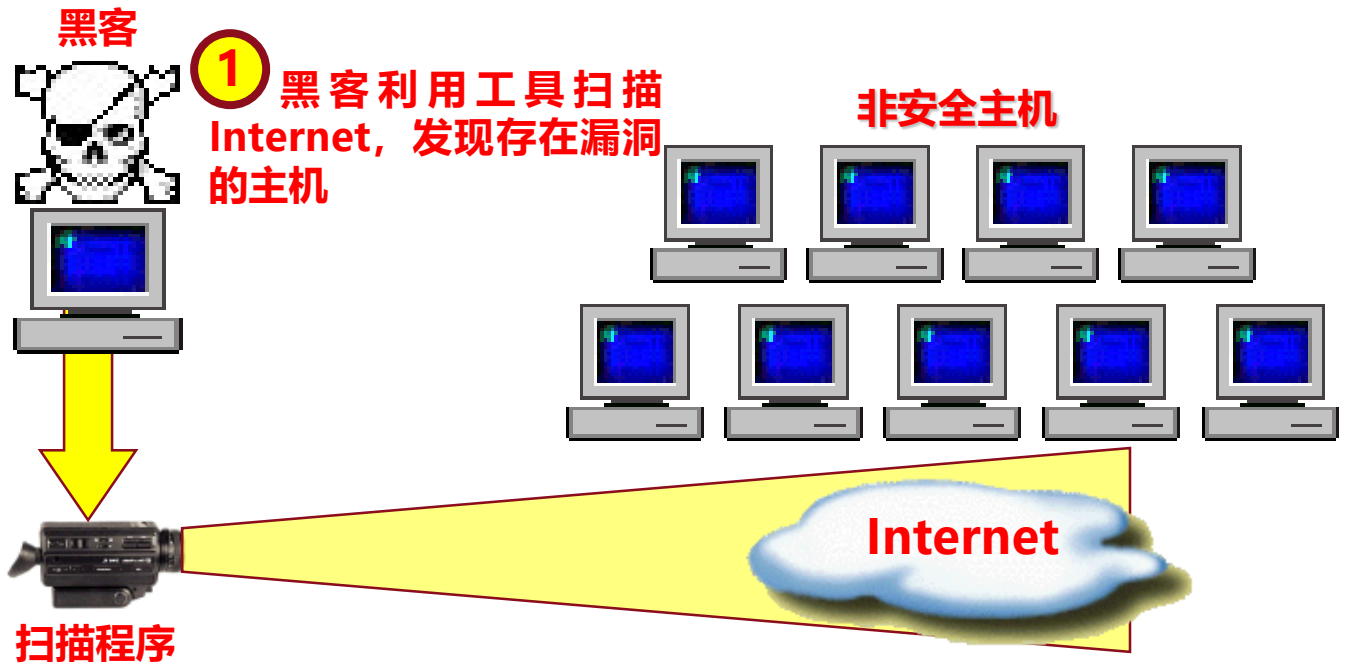 黑客
1
黑客利用工具扫描
Internet，发现存在漏洞
的主机
非安全主机
Internet
扫描程序